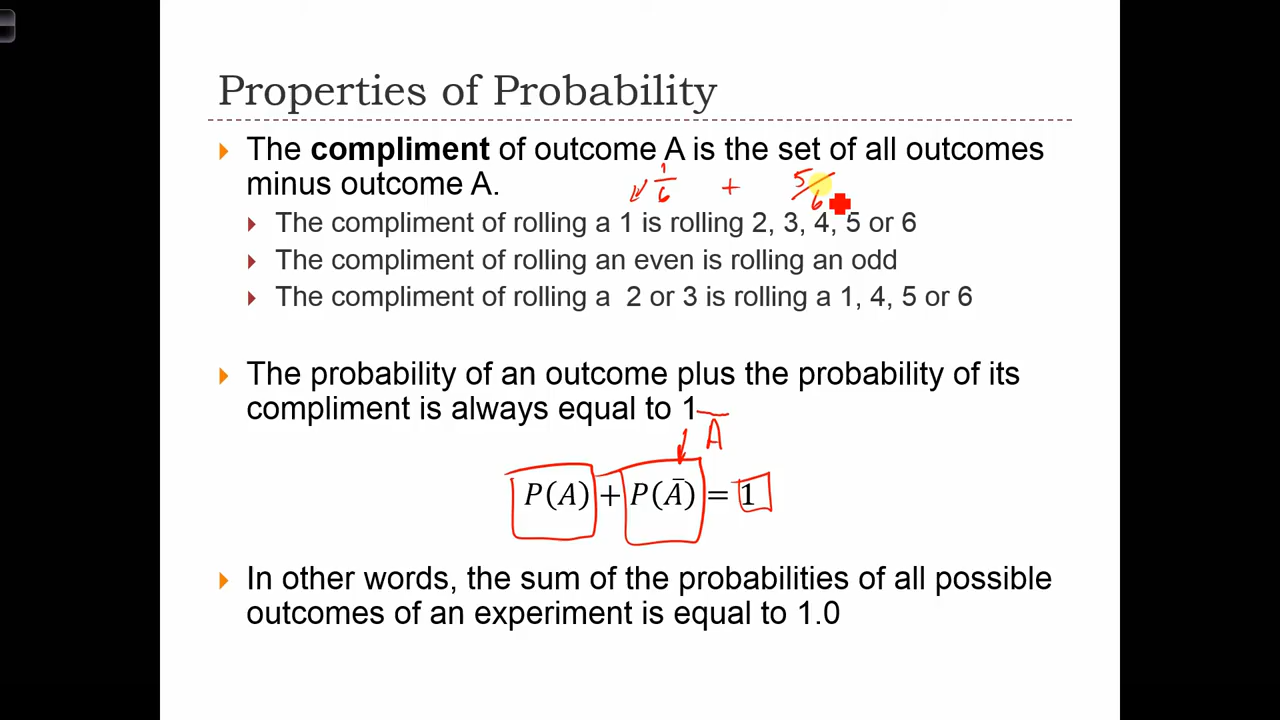 Properties of Probability
The compliment of outcome A is the set of all outcomes
minus outcome A.
1/6 + 5/6
The compliment of rolling a 1 is rolling 2, 3, 4, 5 or 6
The compliment of rolling an even is rolling an odd
The compliment of rolling a 2 or 3 is rolling a 1, 4, 5 or 6
The probability of an outcome plus the probability of its
compliment is always equal to 1
Ā
P(A) + P(Ā) = 1
In other words, the sum of the probabilities of all possible
outcomes of an experiment is equal to 1.0